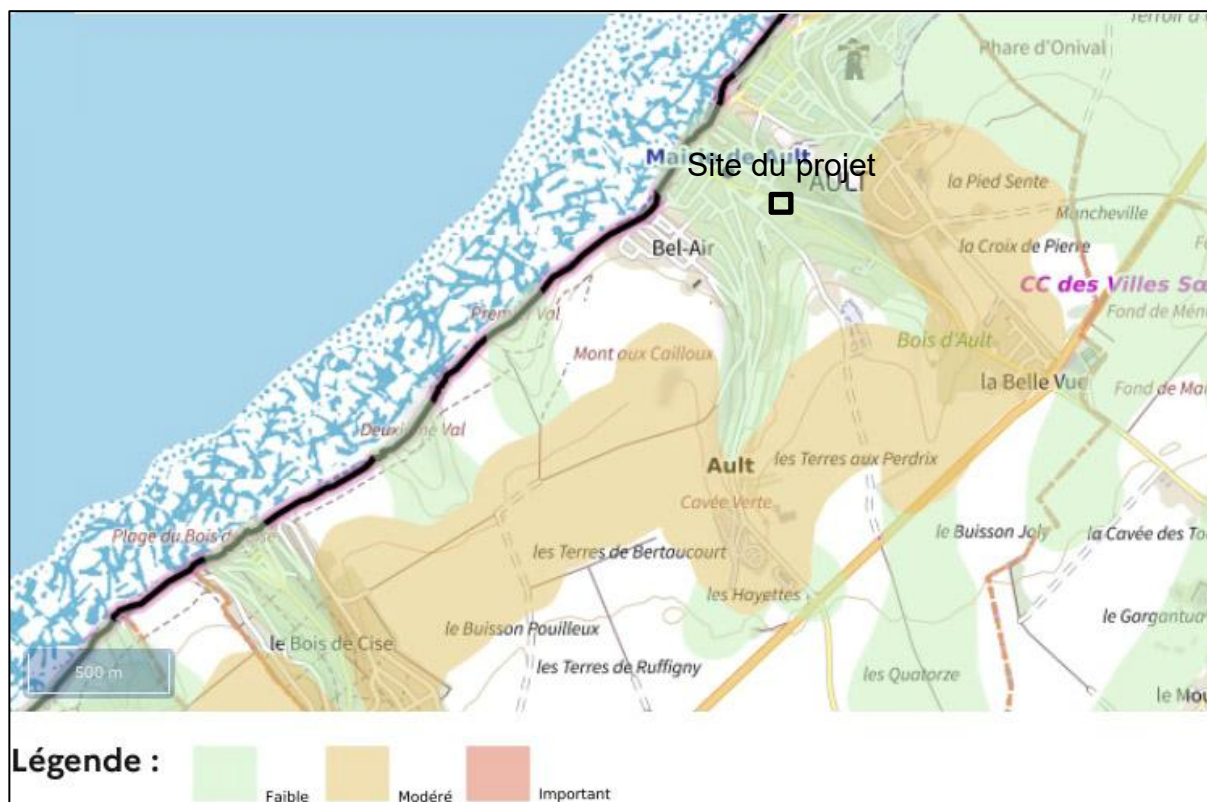 Phare d'Onival
Mairie de Ault
Site du projet
AULT
la Pied Sente
Mancheville
Bel-Air
la Croix de Pierre
CC des Villes Sœ
Fond de Mén
Premier Val
Mont aux Cailloux
Bois d'Ault
la Belle Vue
Fond de Ma
Deuxième Val
Ault
les Terres aux Perdrix
Cavée Verte
Plage du Bois de Cise
le Buisson Joly
la Cavée des To
les Terres de Bertaucourt
les Hayettes
le Gargantua
le Buisson Pouilleux
le Bois de Cise
500 m
les Terres de Ruffigny
les Quatorze
le Mou
Légende :
Faible
Modéré
Important